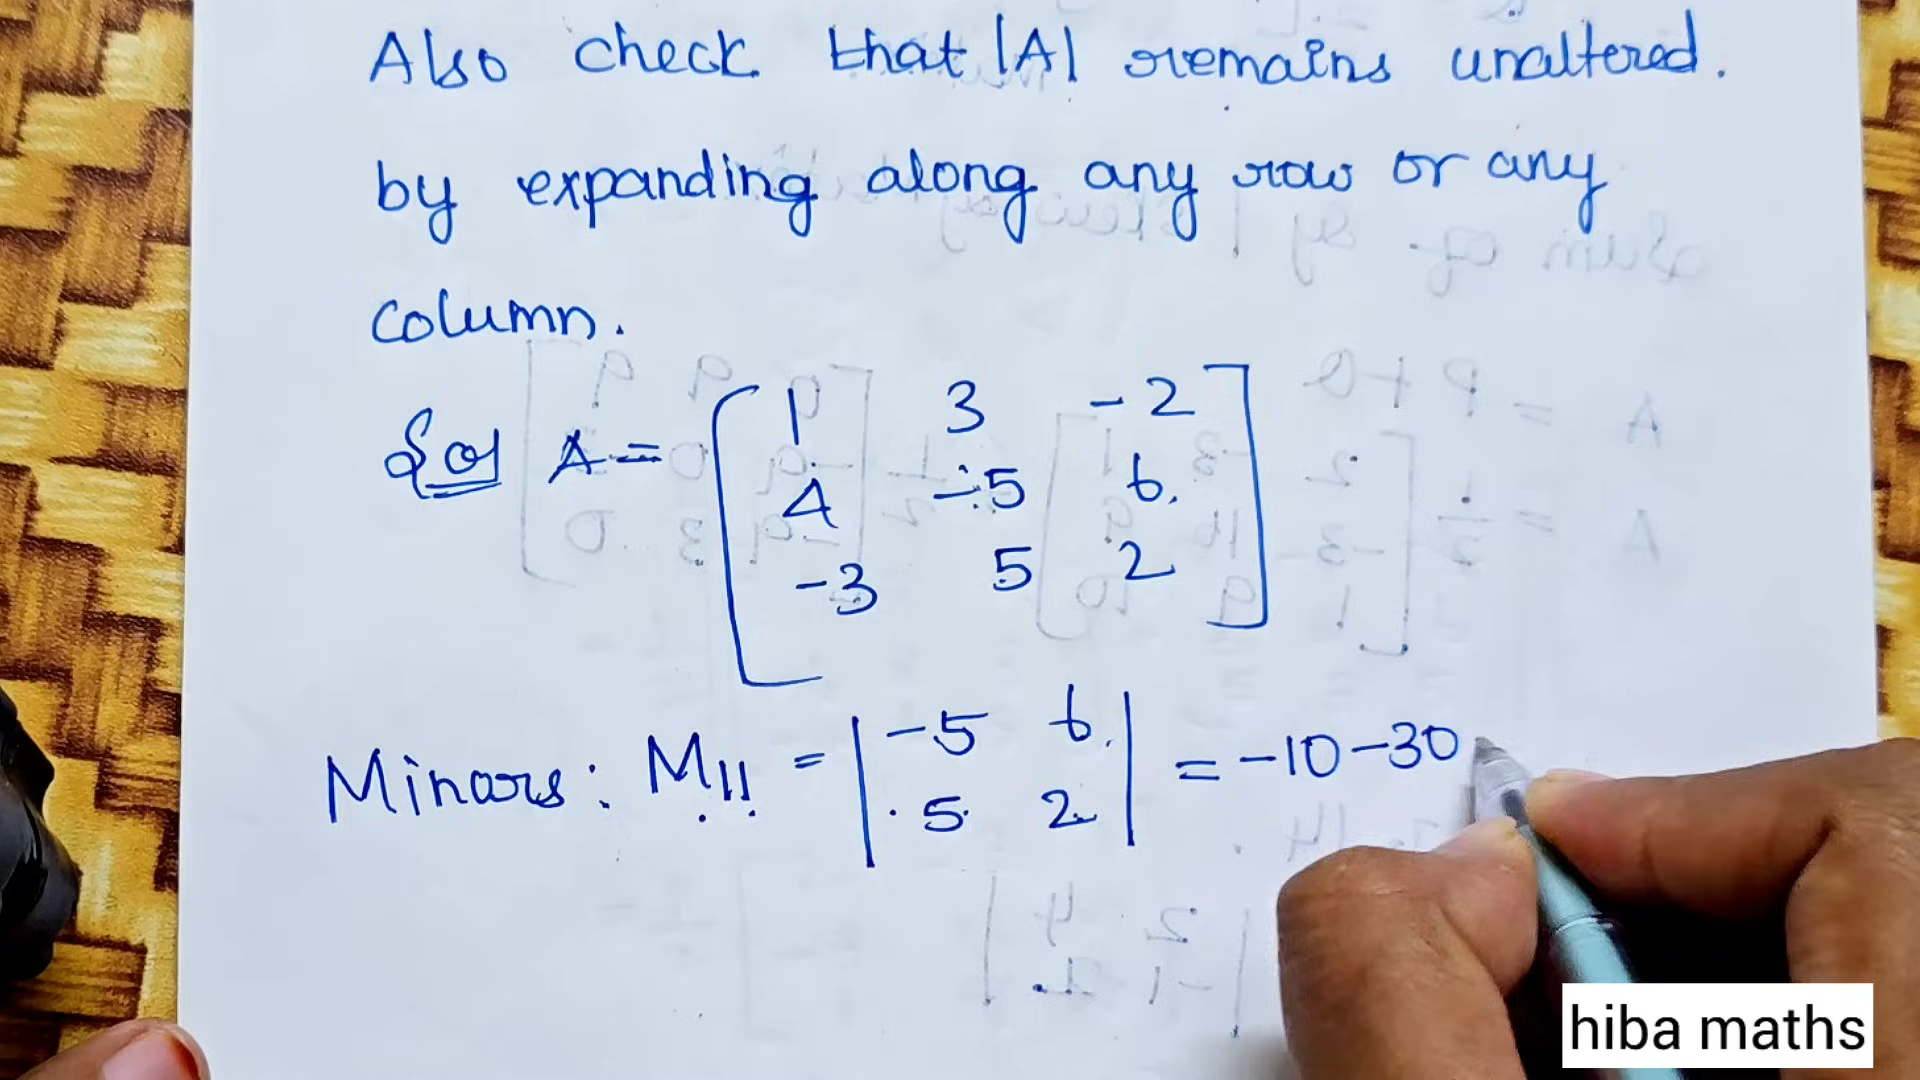 Also check that |A| remains unaltered.
by expanding along any row or any
column.
Sol A = [ 1 3 -2
4 -5 6
-3 5 2 ]
Minors: M11 = | -5 6
5 2 | = -10-30
hiba maths